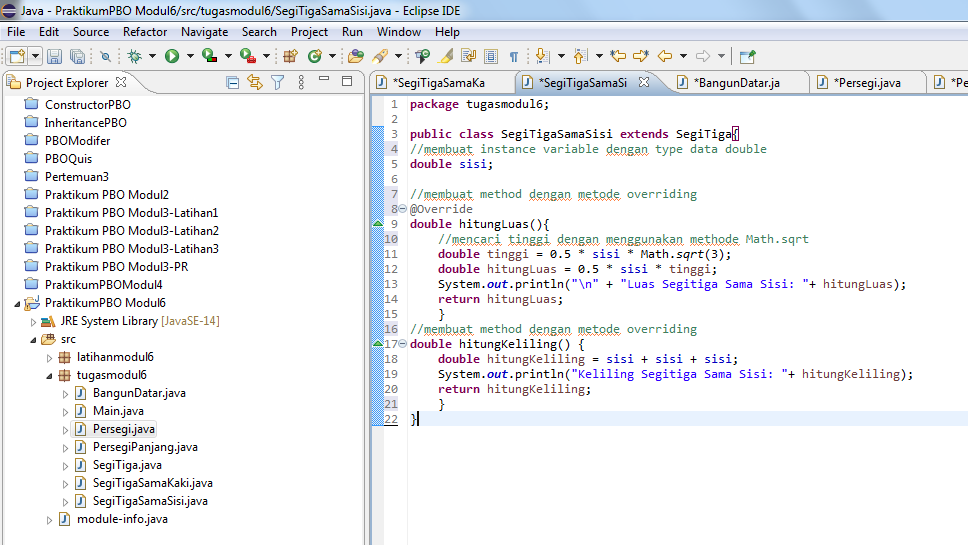 Java - PraktikumPBO Modul6/src/tugasmodul6/SegiTigaSamaSisi.java - Eclipse IDE
File Edit Source Refactor Navigate Search Project Run Window Help
Project Explorer
ConstructorPBO
InheritancePBO
PBOModifer
PBOQuis
Pertemuan3
Praktikum PBO Modul2
Praktikum PBO Modul3-Latihan1
Praktikum PBO Modul3-Latihan2
Praktikum PBO Modul3-Latihan3
Praktikum PBO Modul3-PR
PraktikumPBOModul4
PraktikumPBO Modul6
JRE System Library [JavaSE-14]
src
latihanmodul6
tugasmodul6
BangunDatar.java
Main.java
Persegi.java
PersegiPanjang.java
SegiTiga.java
SegiTigaSamaKaki.java
SegiTigaSamaSisi.java
module-info.java
*SegiTigaSamaKa *SegiTigaSamaSi *BangunDatar.ja *Persegi.java *Pe
1 package tugasmodul6;
2
3 public class SegiTigaSamaSisi extends SegiTiga{
4 //membuat instance variable dengan type data double
5 double sisi;
6
7 //membuat method dengan metode overriding
8 @Override
9 double hitungLuas(){
10 //mencari tinggi dengan menggunakan methode Math.sqrt
11 double tinggi = 0.5 * sisi * Math.sqrt(3);
12 double hitungLuas = 0.5 * sisi * tinggi;
13 System.out.println("\n" + "Luas Segitiga Sama Sisi: "+ hitungLuas);
14 return hitungLuas;
15 }
16 //membuat method dengan metode overriding
17 double hitungKeliling() {
18 double hitungKeliling = sisi + sisi + sisi;
19 System.out.println("Keliling Segitiga Sama Sisi: "+ hitungKeliling);
20 return hitungKeliling;
21 }
22 }